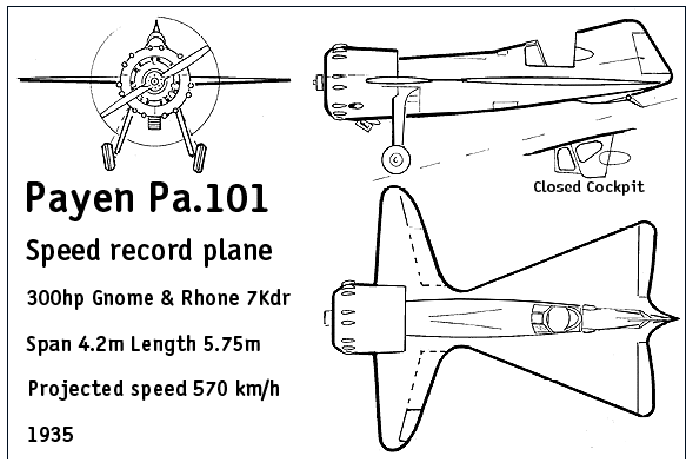 Payen Pa.101
Speed record plane
300hp Gnome & Rhone 7Kdr
Span 4.2m Length 5.75m
Projected speed 570 km/h
1935
Closed Cockpit